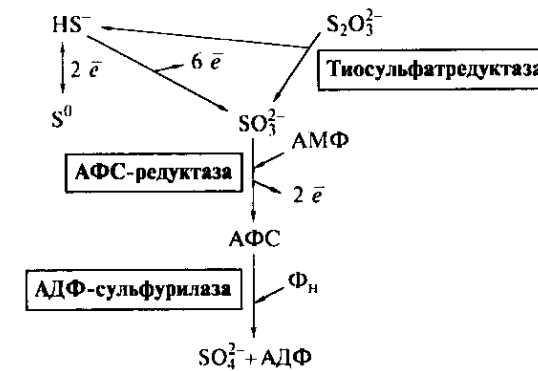 HS⁻
S₂O₃²⁻
2 e̅
6 e̅
Тиосульфатредуктаза
S⁰
SO₃²⁻
АМФ
АФС-редуктаза
2 e̅
АФС
АДФ-сульфурилаза
Фн
SO₄²⁻ + АДФ